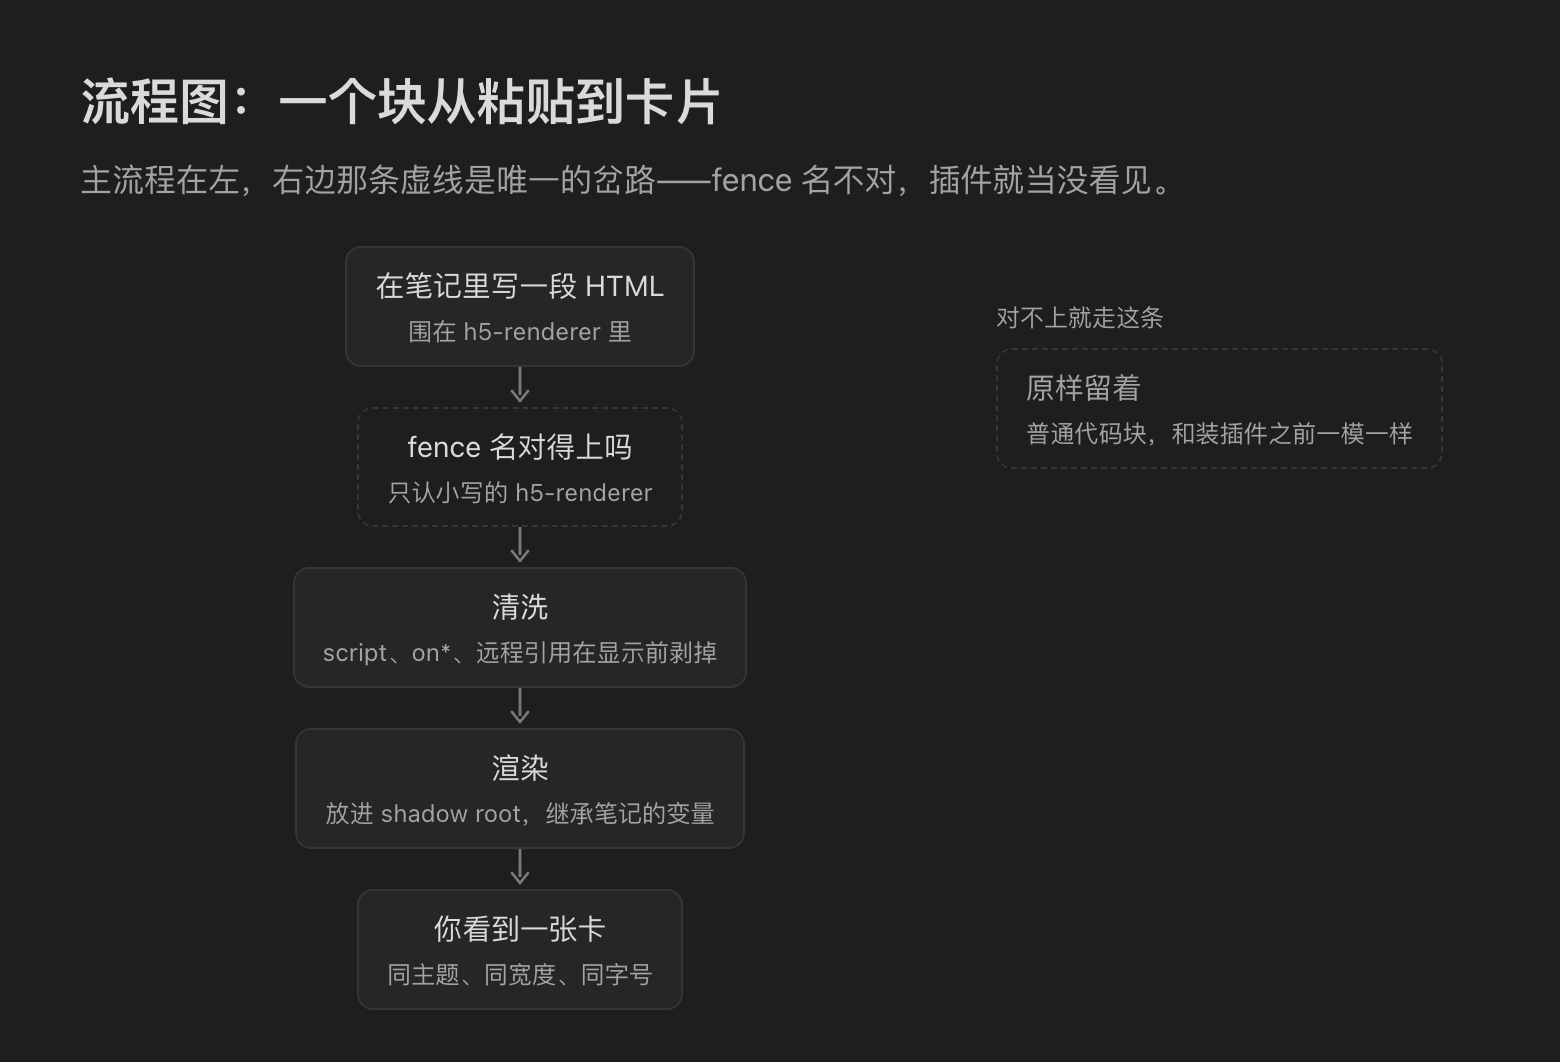 流程图：一个块从粘贴到卡片
主流程在左，右边那条虚线是唯一的岔路——fence 名不对，插件就当没看见。
在笔记里写一段 HTML
围在 h5-renderer 里
fence 名对得上吗
只认小写的 h5-renderer
清洗
script、on*、远程引用在显示前剥掉
渲染
放进 shadow root，继承笔记的变量
你看到一张卡
同主题、同宽度、同字号
对不上就走这条
原样留着
普通代码块，和装插件之前一模一样